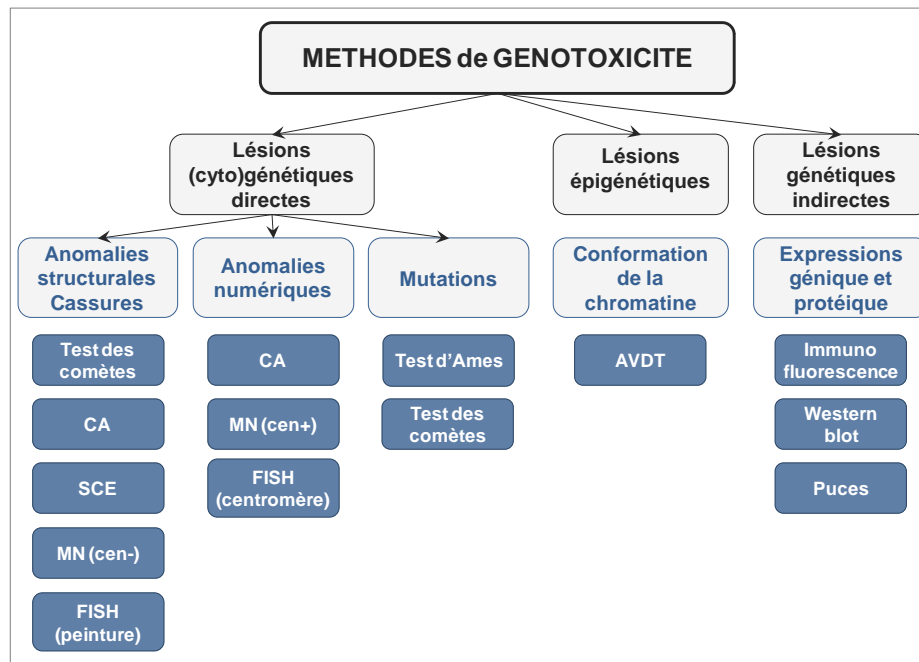 METHODES de GENOTOXICITE
Lésions
(cyto)génétiques
directes
Lésions
épigénétiques
Lésions
génétiques
indirectes
Anomalies
structurales
Cassures
Anomalies
numériques
Mutations
Conformation
de la
chromatine
Expressions
génique et
protéique
Test des
comètes
CA
SCE
MN (cen-)
FISH
(peinture)
CA
MN (cen+)
FISH
(centromère)
Test d'Ames
Test des
comètes
AVDT
Immuno
fluorescence
Western
blot
Puces